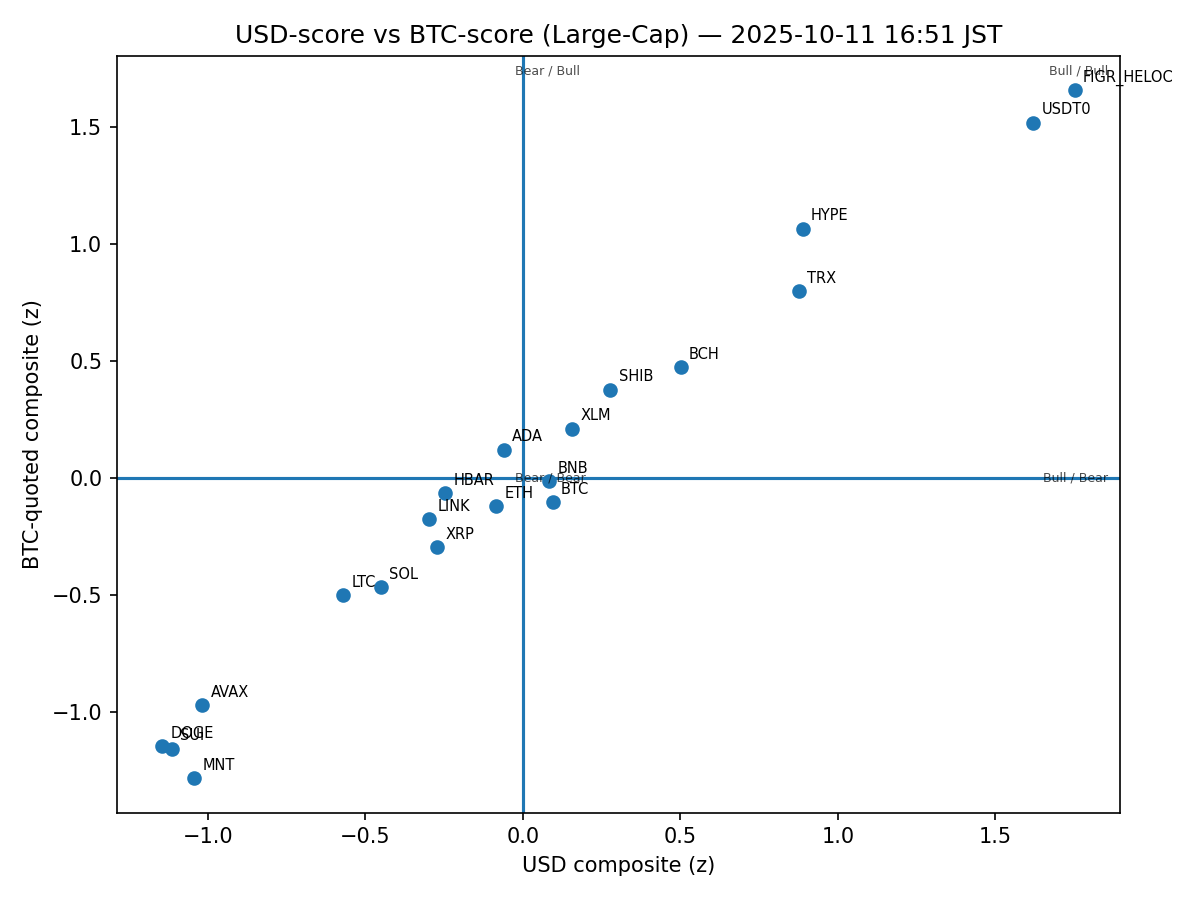 USD-score vs BTC-score (Large-Cap) — 2025-10-11 16:51 JST
Bear / Bull
Bull / Bull
FIGR_HELOC
USDT0
HYPE
TRX
BCH
SHIB
XLM
ADA
BNB
Bear / Bear
Bull / Bear
HBAR
BTC
ETH
LINK
XRP
SOL
LTC
AVAX
DOGE
SUI
MNT
1.5
1.0
0.5
0.0
−0.5
−1.0
BTC-quoted composite (z)
−1.0
−0.5
0.0
0.5
1.0
1.5
USD composite (z)